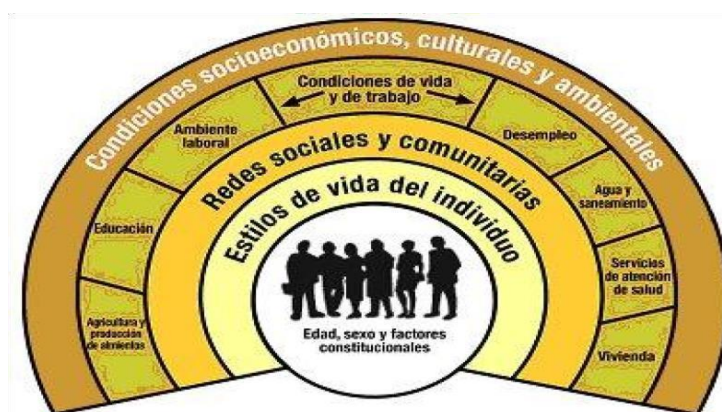 Condiciones socioeconómicos, culturales y ambientales
Condiciones de vida
y de trabajo
Ambiente
laboral
Desempleo
Educación
Agua y
saneamiento
Agricultura y
producción
de alimientos
Servicios
de atención
de salud
Vivienda
Redes sociales y comunitarias
Estilos de vida del individuo
Edad, sexo y factores
constitucionales